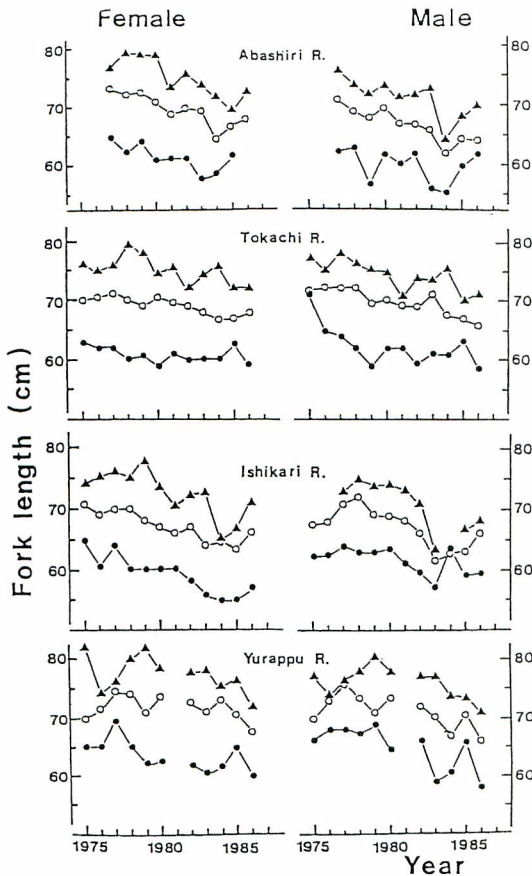 Female Male
Abashiri R.
80 80
70 70
60 60
Tokachi R.
80 80
70 70
60 60
Ishikari R.
80 80
70 70
60 60
Yurappu R.
80 80
70 70
60 60
1975 1980 1985 1975 1980 1985
Year
Fork length (cm)